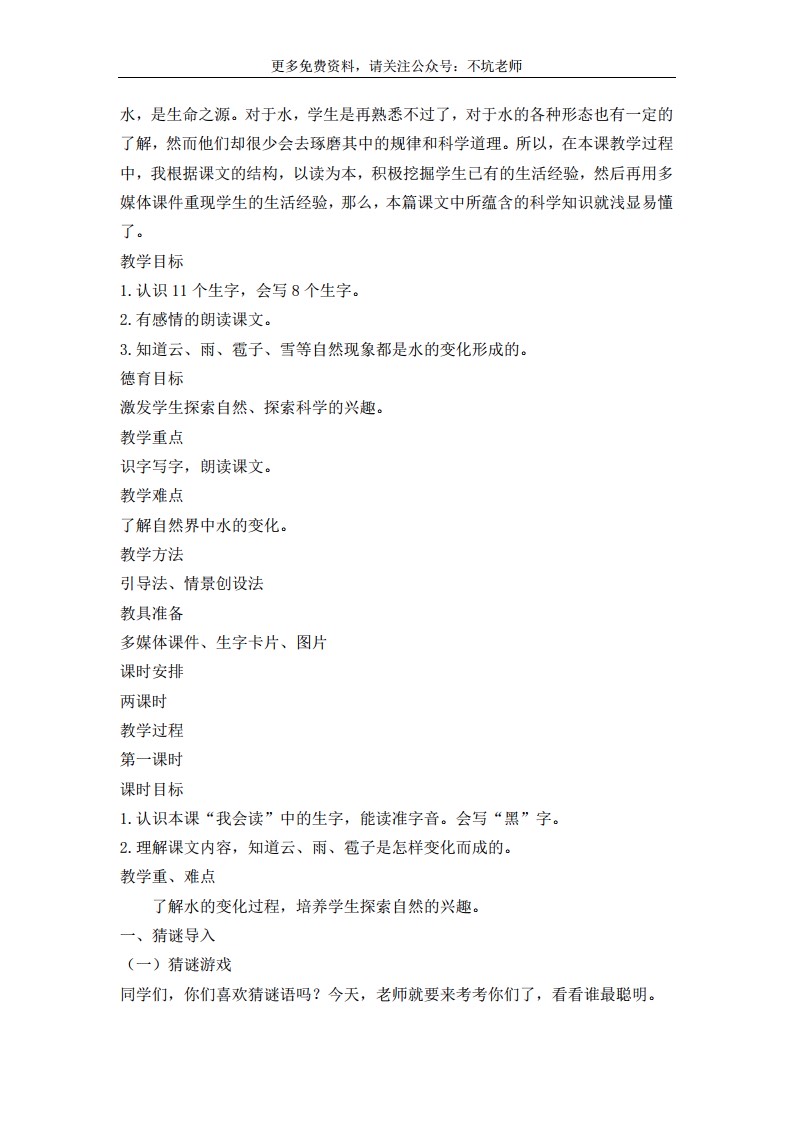 更多免费资料，请关注公众号：不坑老师
水，是生命之源。对于水，学生是再熟悉不过了，对于水的各种形态也有一定的
了解，然而他们却很少会去琢磨其中的规律和科学道理。所以，在本课教学过程
中，我根据课文的结构，以读为本，积极挖掘学生已有的生活经验，然后再用多
媒体课件重现学生的生活经验，那么，本篇课文中所蕴含的科学知识就浅显易懂
了。
教学目标
1.认识 11 个生字，会写 8 个生字。
2.有感情的朗读课文。
3.知道云、雨、雹子、雪等自然现象都是水的变化形成的。
德育目标
激发学生探索自然、探索科学的兴趣。
教学重点
识字写字，朗读课文。
教学难点
了解自然界中水的变化。
教学方法
引导法、情景创设法
教具准备
多媒体课件、生字卡片、图片
课时安排
两课时
教学过程
第一课时
课时目标
1.认识本课“我会读”中的生字，能读准字音。会写“黑”字。
2.理解课文内容，知道云、雨、雹子是怎样变化而成的。
教学重、难点
了解水的变化过程，培养学生探索自然的兴趣。
一、猜谜导入
（一）猜谜游戏
同学们，你们喜欢猜谜语吗？今天，老师就要来考考你们了，看看谁最聪明。